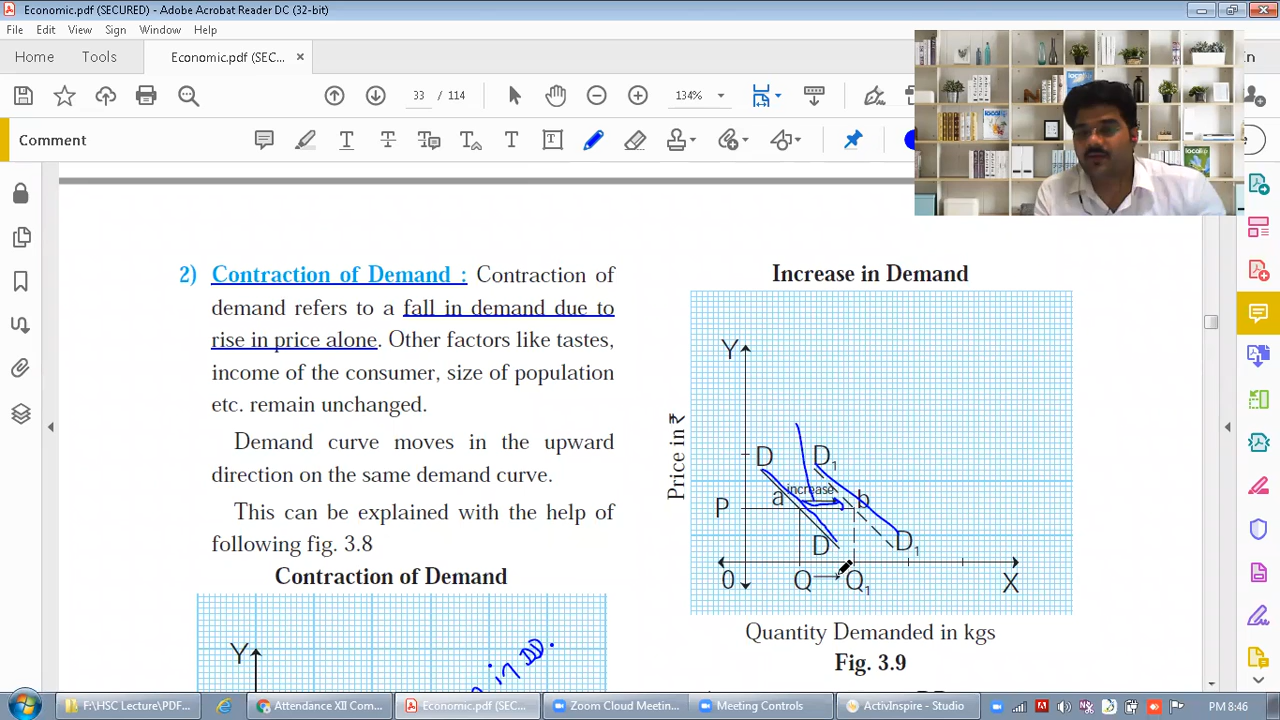 Economic.pdf (SECURED) - Adobe Acrobat Reader DC (32-bit)
File Edit View Sign Window Help
Home Tools Economic.pdf (SEC... ×
33 / 114 134%
Comment
2) Contraction of Demand : Contraction of
demand refers to a fall in demand due to
rise in price alone. Other factors like tastes,
income of the consumer, size of population
etc. remain unchanged.
Demand curve moves in the upward
direction on the same demand curve.
This can be explained with the help of
following fig. 3.8
Contraction of Demand
Y
in DD.
Increase in Demand
Y
Price in ₹
D D1
increase
a b
P
D D1
0 Q Q1 X
Quantity Demanded in kgs
Fig. 3.9
F:\HSC Lecture\PDF... Attendance XII Com... Economic.pdf (SEC... Zoom Cloud Meeting... Meeting Controls ActivInspire - Studio PM 8:46